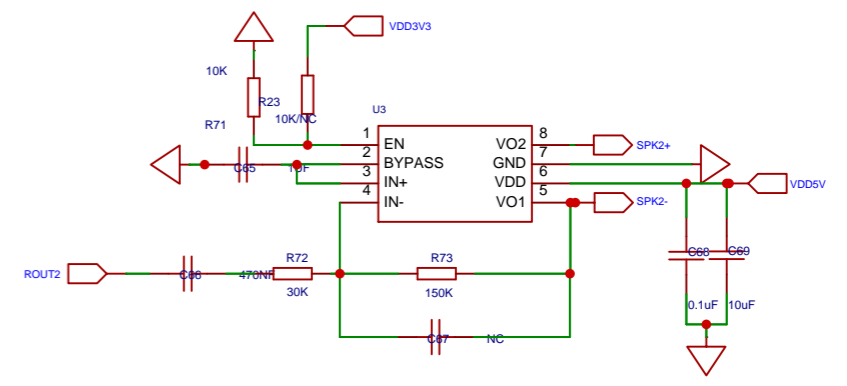 VDD3V3
10K
R23
10K/NC
R71
U3
1 EN
2 BYPASS
3 IN+
4 IN-
VO2 8
GND 7
VDD 6
VO1 5
SPK2+
SPK2-
VDD5V
C65
1uF
ROUT2
C66
470NF
R72
30K
R73
150K
C67
NC
C68
C69
0.1uF
10uF